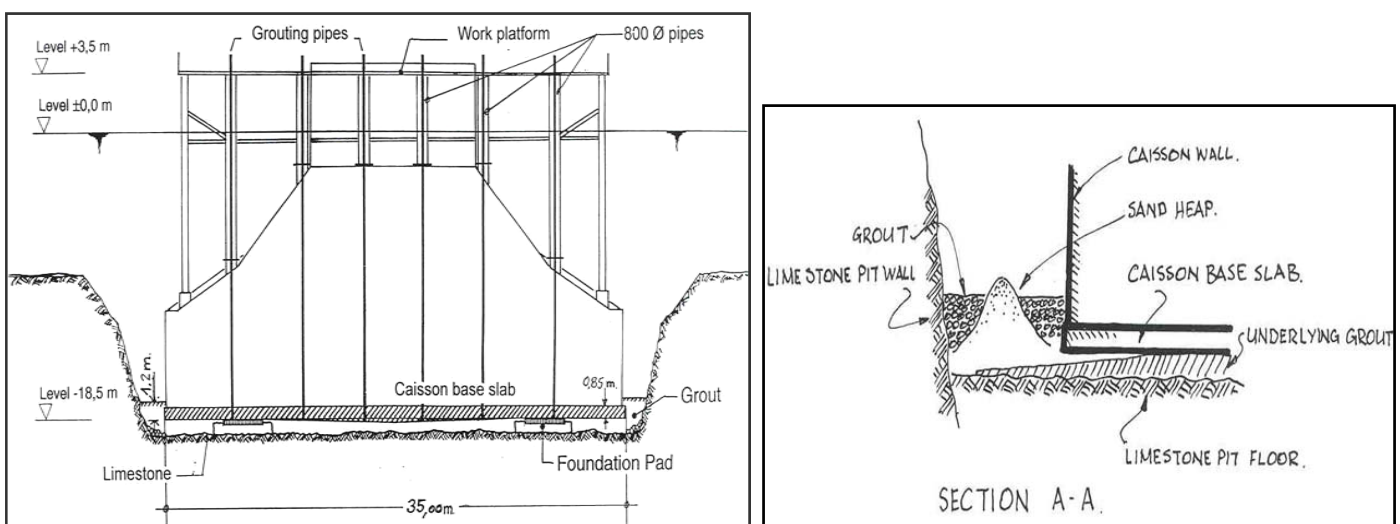 Grouting pipes
Work platform
800 Ø pipes
Level +3,5 m
Level ±0,0 m
1.2 m.
Level -18,5 m
Caisson base slab
0,85 m.
Grout
Limestone
Foundation Pad
35,00 m.
CAISSON WALL.
SAND HEAP.
GROUT
LIMESTONE PIT WALL
CAISSON BASE SLAB.
UNDERLYING GROUT
LIMESTONE PIT FLOOR.
SECTION A-A.